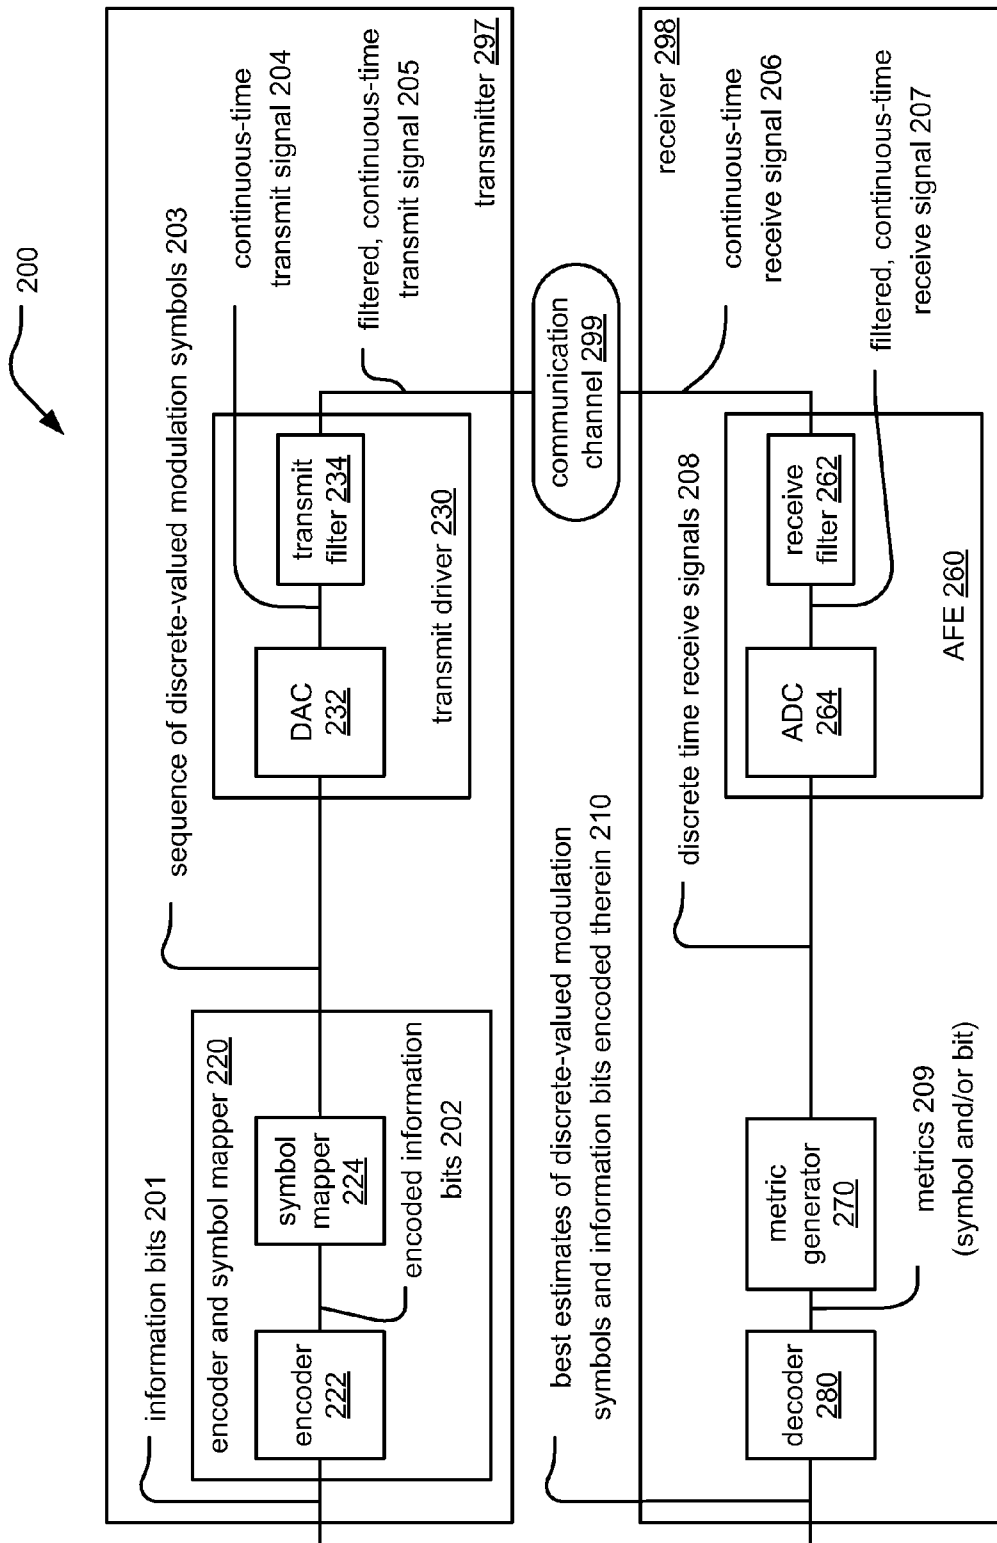 200
information bits 201
encoder and symbol mapper 220
encoder
222
symbol
mapper
224
encoded information
bits 202
sequence of discrete-valued modulation symbols 203
DAC
232
transmit
filter 234
transmit driver 230
continuous-time
transmit signal 204
filtered, continuous-time
transmit signal 205
transmitter 297
communication
channel 299
best estimates of discrete-valued modulation
symbols and information bits encoded therein 210
decoder
280
metric
generator
270
metrics 209
(symbol and/or bit)
discrete time receive signals 208
ADC
264
receive
filter 262
AFE 260
receiver 298
continuous-time
receive signal 206
filtered, continuous-time
receive signal 207